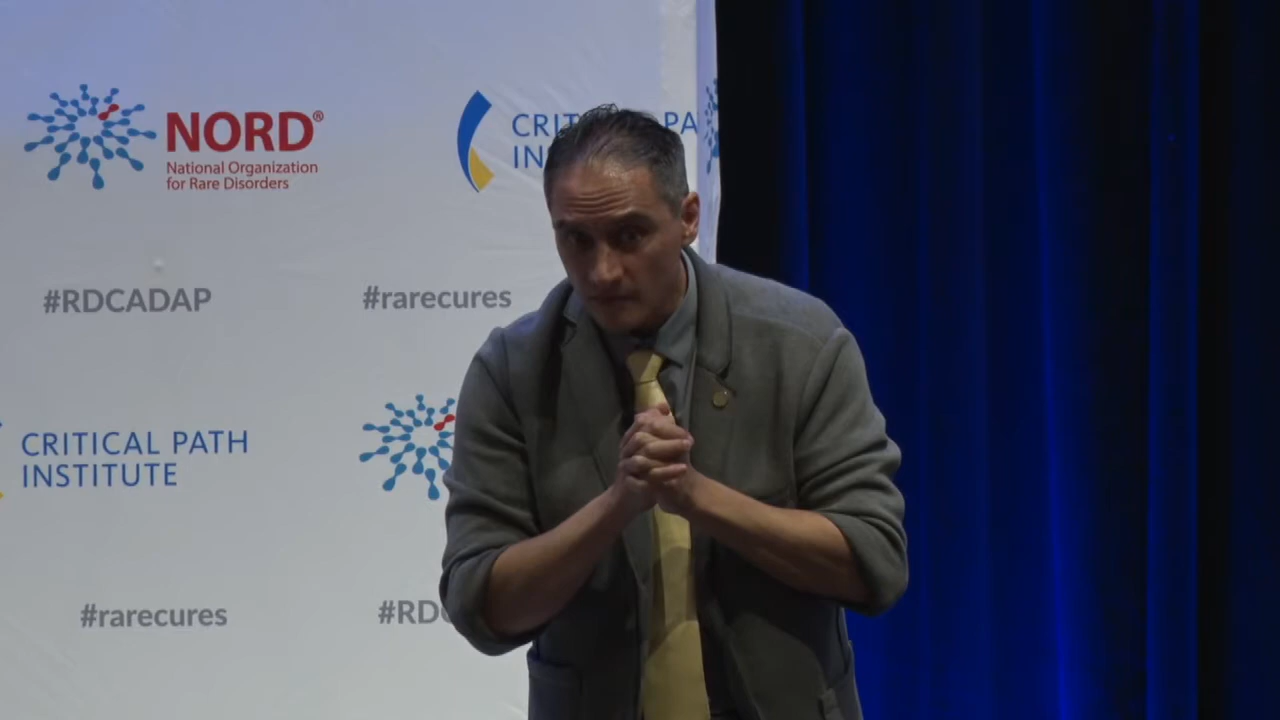 NORD®
National Organization
for Rare Disorders
#RDCADAP
#rarecures
CRITICAL PATH
INSTITUTE
#rarecures